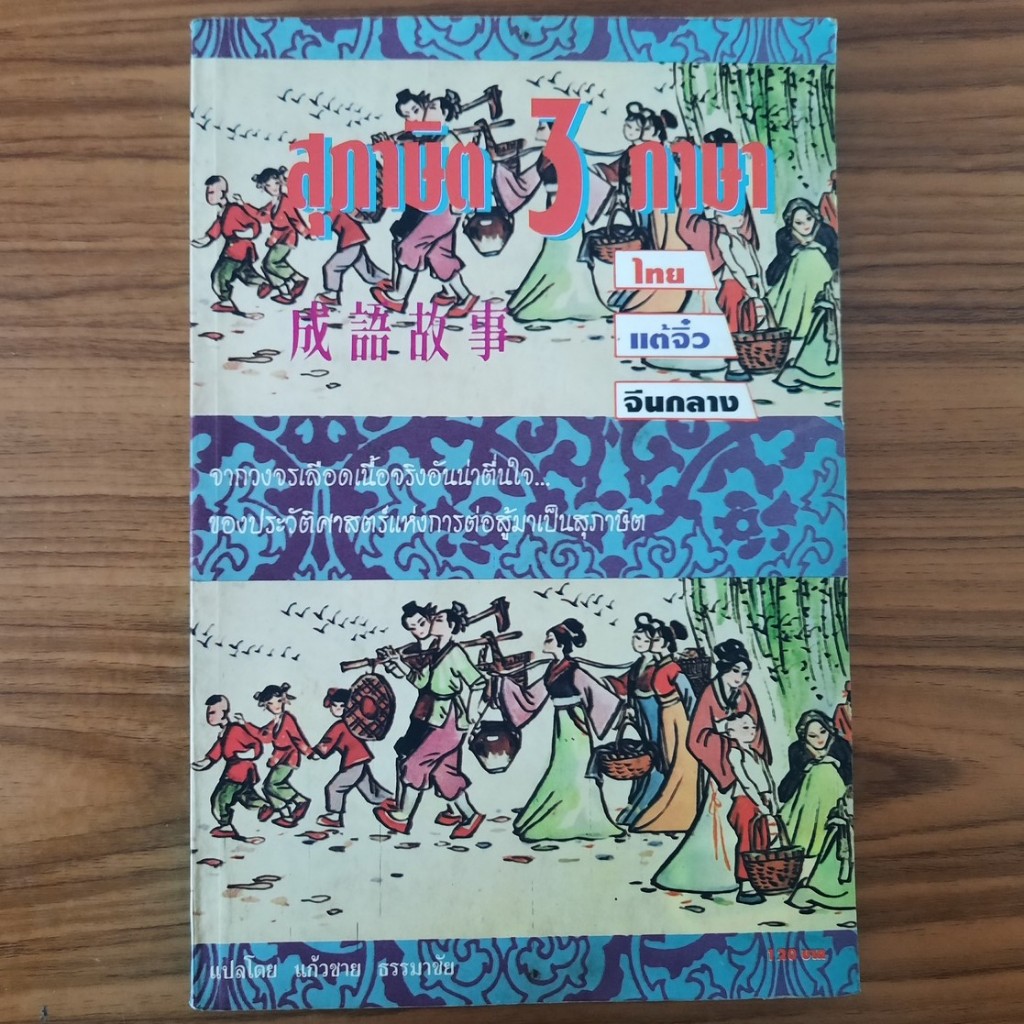 สุภาษิต 3 ภาษา
ไทย
成語故事
แต้จิ๋ว
จีนกลาง
จากวงจรเลือดเนื้อจริงอันน่าตื่นใจ...
ของประวัติศาสตร์แห่งการต่อสู้มาเป็นสุภาษิต
แปลโดย แก้วชาย ธรรมาชัย